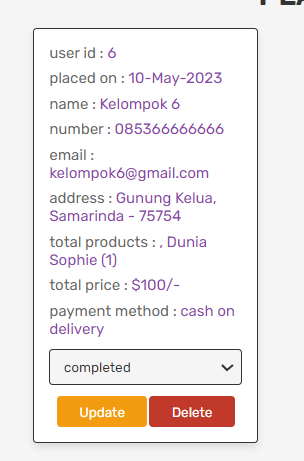 user id : 6
placed on : 10-May-2023
name : Kelompok 6
number : 085366666666
email :
kelompok6@gmail.com
address : Gunung Kelua,
Samarinda - 75754
total products : , Dunia
Sophie (1)
total price : $100/-
payment method : cash on
delivery
completed
Update Delete